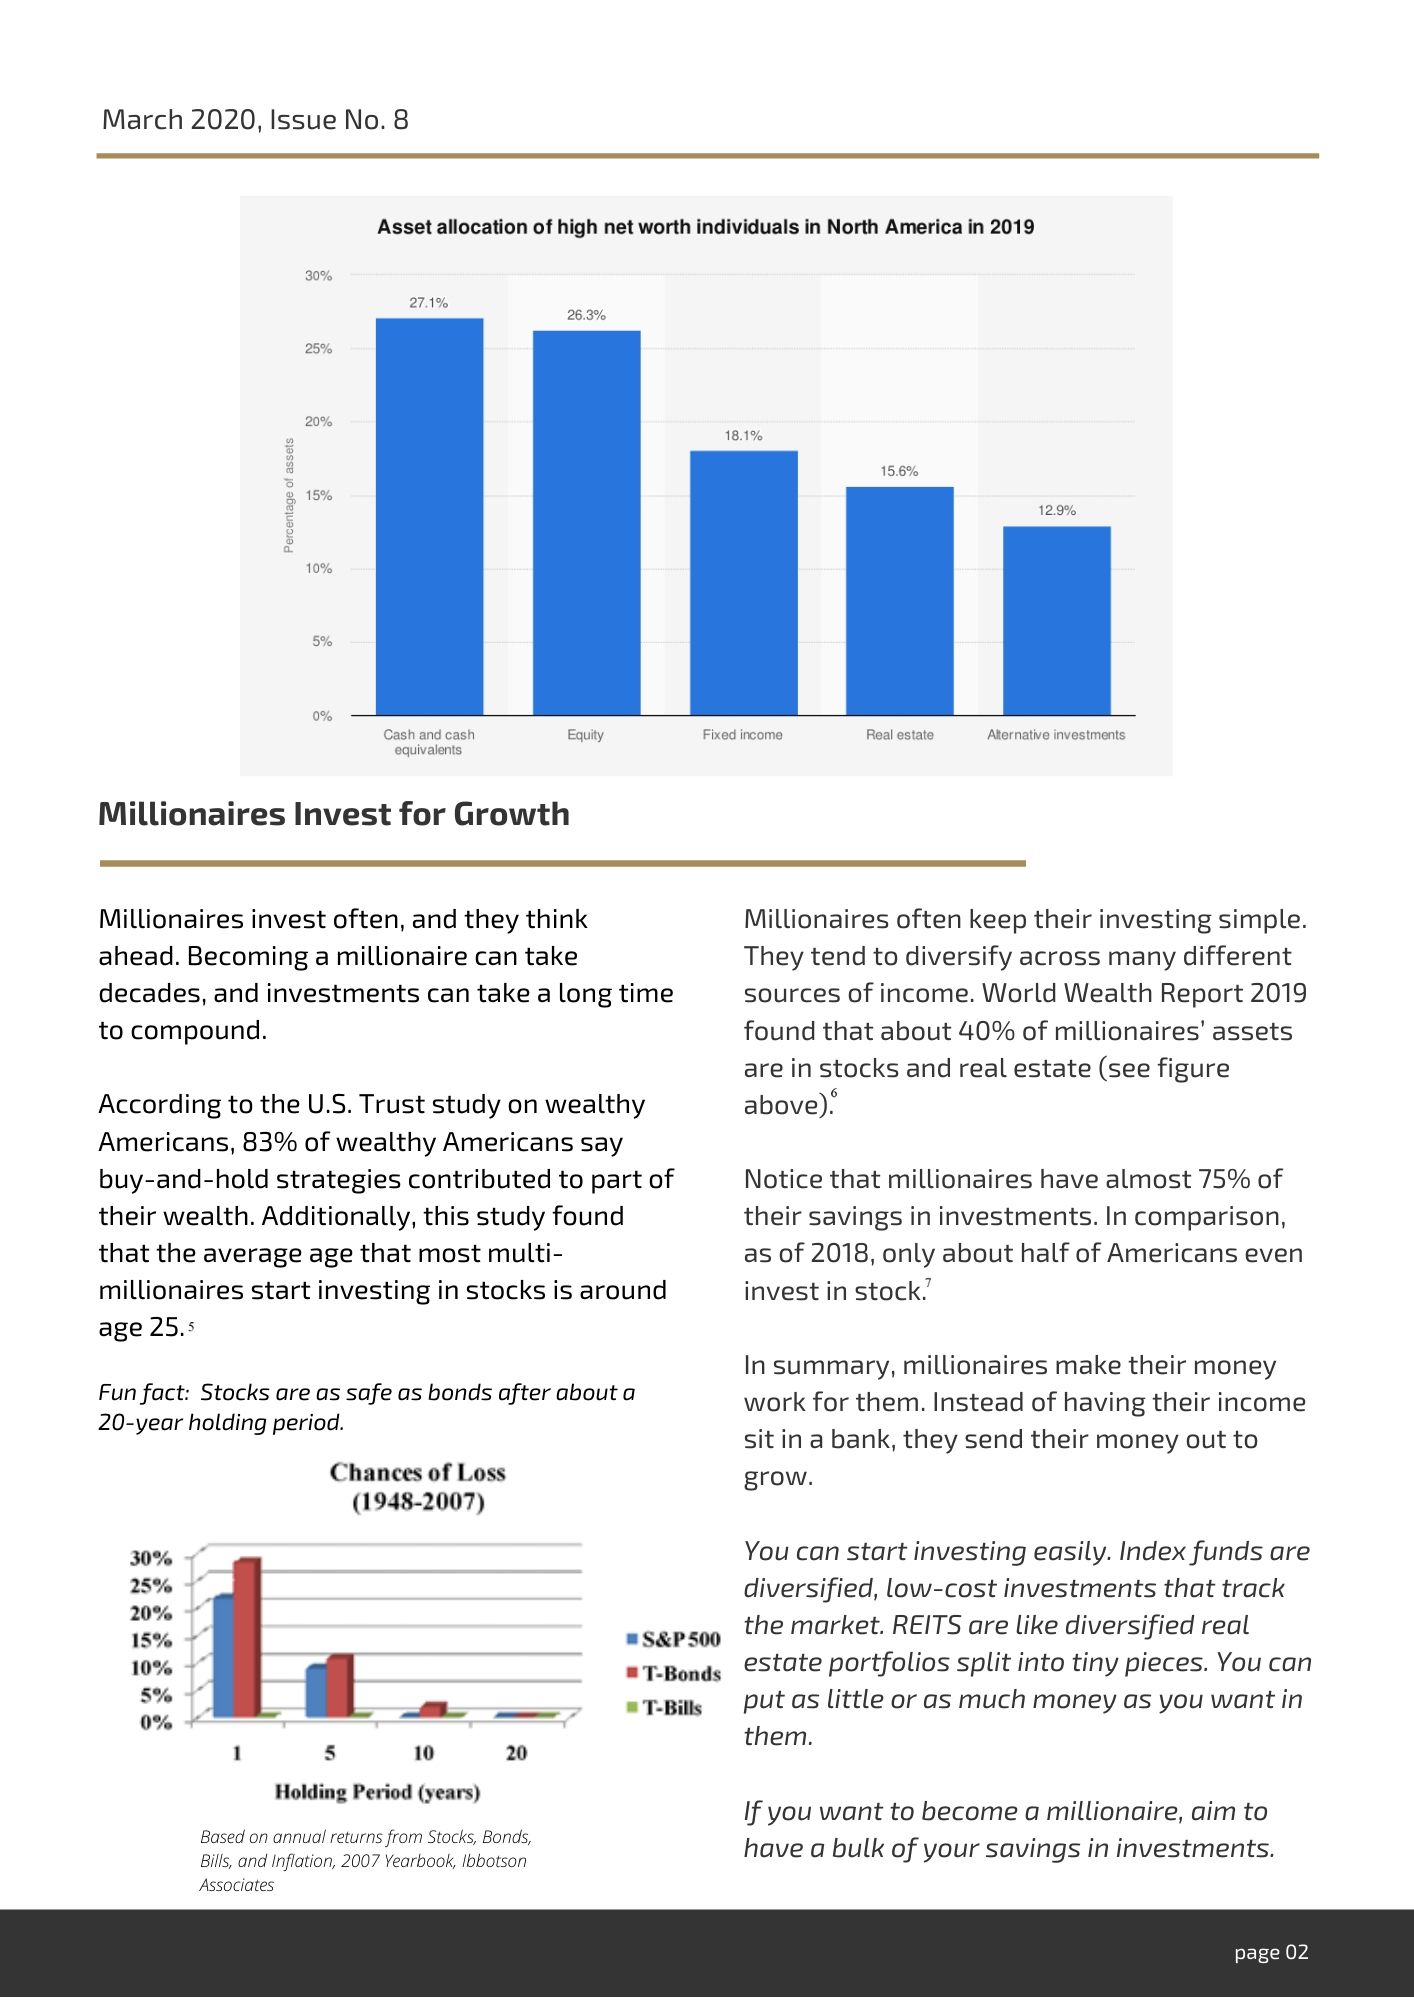 March 2020, Issue No. 8
Asset allocation of high net worth individuals in North America in 2019
30%
27.1%
26.3%
25%
20%
18.1%
15.6%
15%
12.9%
10%
5%
0%
Percentage of assets
Cash and cash
equivalents
Equity
Fixed income
Real estate
Alternative investments
Millionaires Invest for Growth
Millionaires invest often, and they think
ahead. Becoming a millionaire can take
decades, and investments can take a long time
to compound.
According to the U.S. Trust study on wealthy
Americans, 83% of wealthy Americans say
buy-and-hold strategies contributed to part of
their wealth. Additionally, this study found
that the average age that most multi-
millionaires start investing in stocks is around
age 25. 5
Fun fact: Stocks are as safe as bonds after about a
20-year holding period.
Chances of Loss
(1948-2007)
30%
25%
20%
15%
10%
5%
0%
1 5 10 20
Holding Period (years)
S&P 500
T-Bonds
T-Bills
Based on annual returns from Stocks, Bonds,
Bills, and Inflation, 2007 Yearbook, Ibbotson
Associates
Millionaires often keep their investing simple.
They tend to diversify across many different
sources of income. World Wealth Report 2019
found that about 40% of millionaires' assets
are in stocks and real estate (see figure
above).6
Notice that millionaires have almost 75% of
their savings in investments. In comparison,
as of 2018, only about half of Americans even
invest in stock.7
In summary, millionaires make their money
work for them. Instead of having their income
sit in a bank, they send their money out to
grow.
You can start investing easily. Index funds are
diversified, low-cost investments that track
the market. REITS are like diversified real
estate portfolios split into tiny pieces. You can
put as little or as much money as you want in
them.
If you want to become a millionaire, aim to
have a bulk of your savings in investments.
page 02